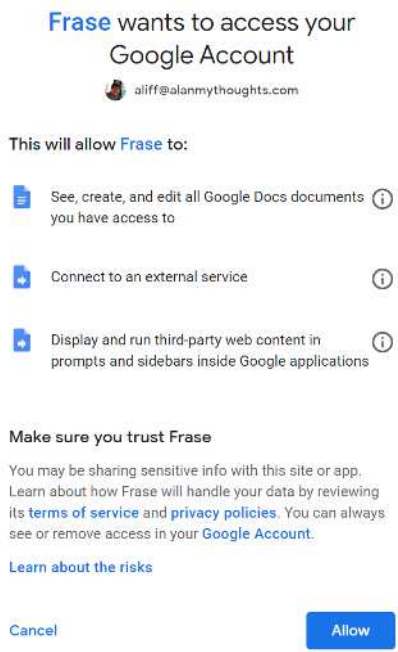 Frase wants to access your
Google Account
aliff@alanmythoughts.com
This will allow Frase to:
See, create, and edit all Google Docs documents
you have access to
Connect to an external service
Display and run third-party web content in
prompts and sidebars inside Google applications
Make sure you trust Frase
You may be sharing sensitive info with this site or app.
Learn about how Frase will handle your data by reviewing
its terms of service and privacy policies. You can always
see or remove access in your Google Account.
Learn about the risks
Cancel
Allow